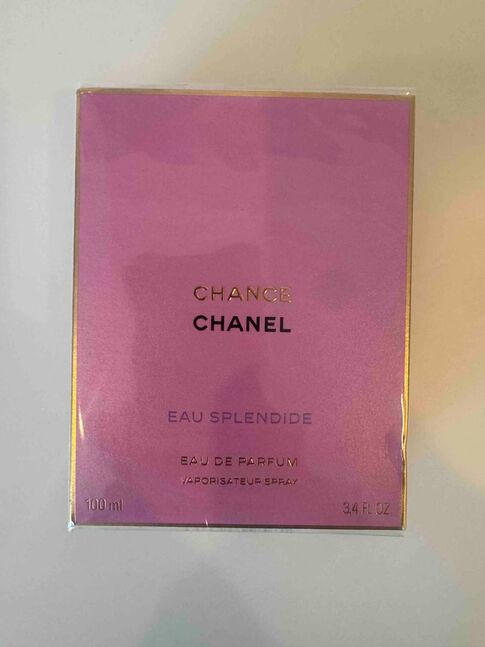 CHANCE
CHANEL
EAU SPLENDIDE
EAU DE PARFUM
VAPORISATEUR SPRAY
100 ml
3,4 FL OZ